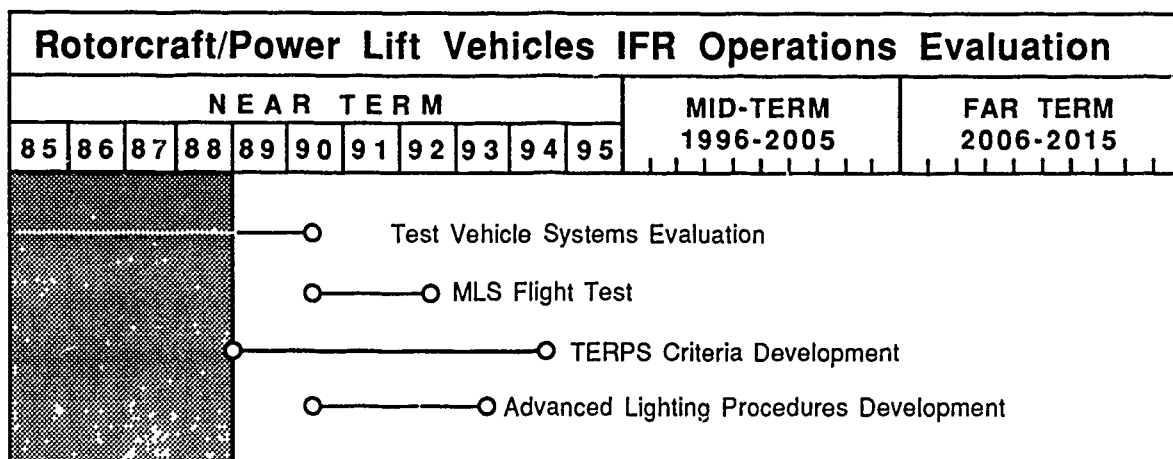 Rotorcraft/Power Lift Vehicles IFR Operations Evaluation
NEAR TERM
MID-TERM
1996-2005
FAR TERM
2006-2015
85 86 87 88 89 90 91 92 93 94 95
Test Vehicle Systems Evaluation
MLS Flight Test
TERPS Criteria Development
Advanced Lighting Procedures Development